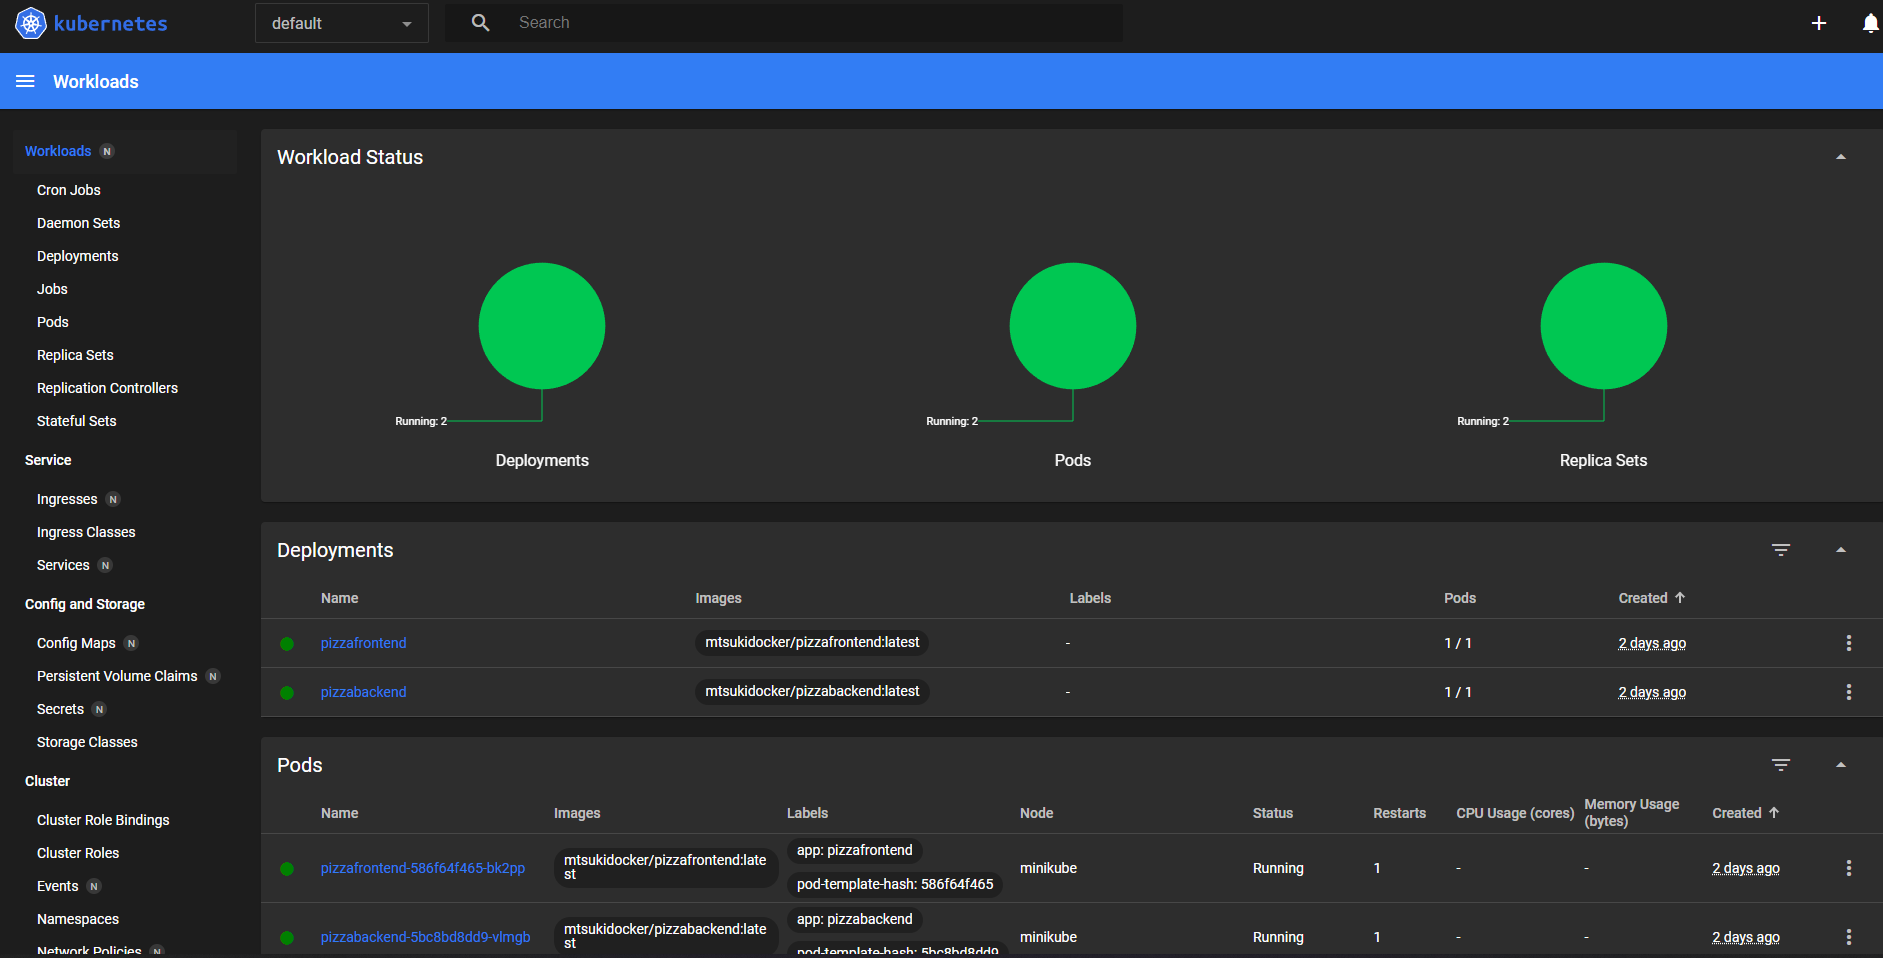 kubernetes
default
Search
Workloads
Workloads N
Cron Jobs
Daemon Sets
Deployments
Jobs
Pods
Replica Sets
Replication Controllers
Stateful Sets
Service
Ingresses N
Ingress Classes
Services N
Config and Storage
Config Maps N
Persistent Volume Claims N
Secrets N
Storage Classes
Cluster
Cluster Role Bindings
Cluster Roles
Events N
Namespaces
Network Policies N
Workload Status
Running: 2
Deployments
Running: 2
Pods
Running: 2
Replica Sets
Deployments
Name Images Labels Pods Created
pizzafrontend mtsukidocker/pizzafrontend:latest - 1 / 1 2 days ago
pizzabackend mtsukidocker/pizzabackend:latest - 1 / 1 2 days ago
Pods
Name Images Labels Node Status Restarts CPU Usage (cores) Memory Usage
(bytes) Created
pizzafrontend-586f64f465-bk2pp mtsukidocker/pizzafrontend:late
st
app: pizzafrontend
pod-template-hash: 586f64f465
minikube Running 1 - - 2 days ago
pizzabackend-5bc8bd8dd9-vlmgb mtsukidocker/pizzabackend:late
st
app: pizzabackend
pod-template-hash: 5bc8bd8dd9
minikube Running 1 - - 2 days ago